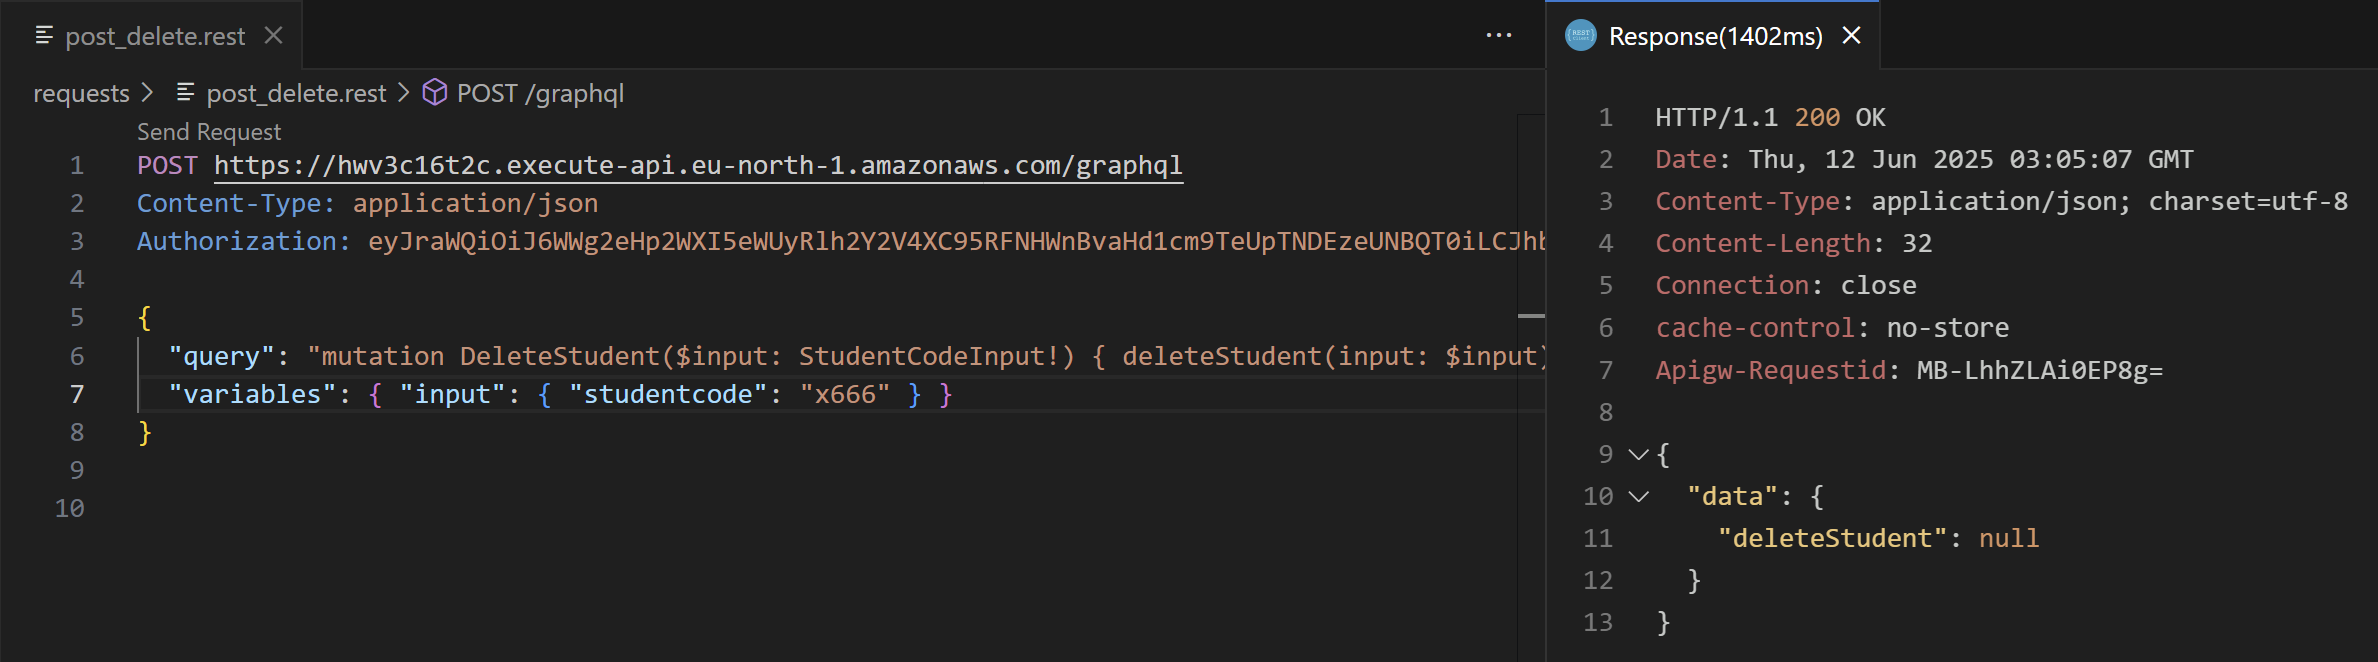 post_delete.rest
requests > post_delete.rest > POST /graphql
Send Request
1 POST https://hwv3c16t2c.execute-api.eu-north-1.amazonaws.com/graphql
2 Content-Type: application/json
3 Authorization: eyJraWQiOiJ6WWg2eHp2WXI5eWUyRlh2Y2V4XC95RFNHWnBvaHd1cm9TeUpTNDEzeUNBQT0iLCJhb
4
5 {
6 "query": "mutation DeleteStudent($input: StudentCodeInput!) { deleteStudent(input: $input)
7 "variables": { "input": { "studentcode": "x666" } }
8 }
9
10
Response(1402ms)
1 HTTP/1.1 200 OK
2 Date: Thu, 12 Jun 2025 03:05:07 GMT
3 Content-Type: application/json; charset=utf-8
4 Content-Length: 32
5 Connection: close
6 cache-control: no-store
7 Apigw-Requestid: MB-LhhZLAi0EP8g=
8
9 {
10 "data": {
11 "deleteStudent": null
12 }
13 }